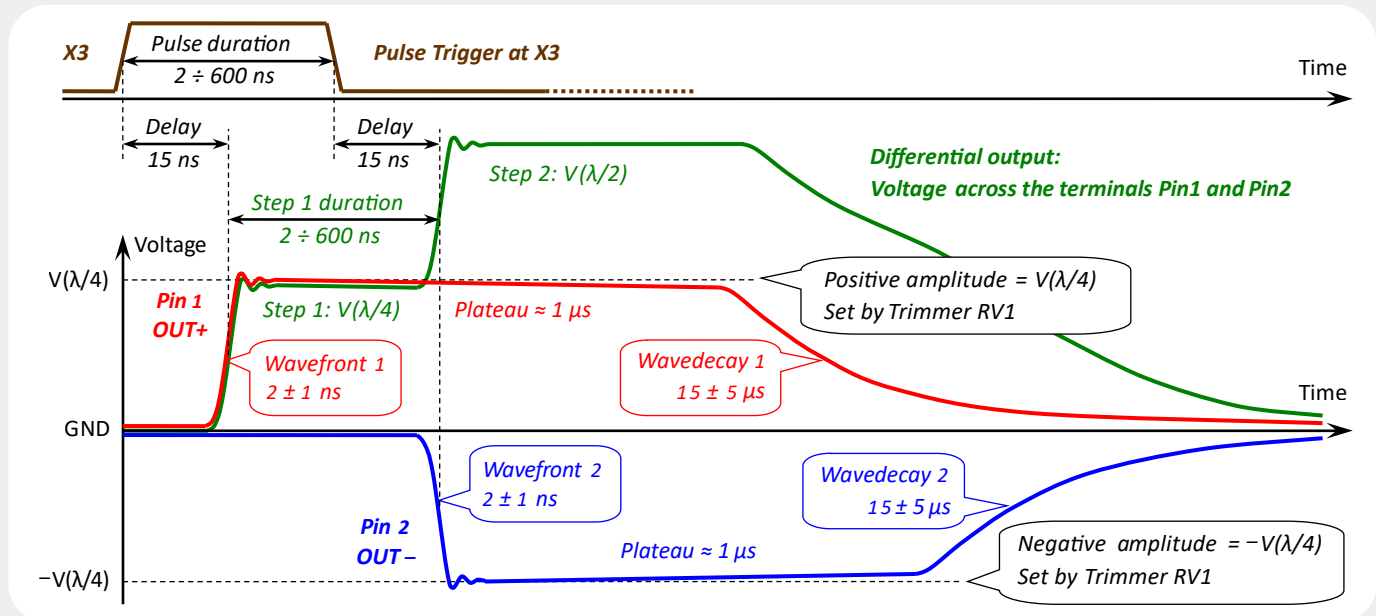 X3
Pulse duration
2 ÷ 600 ns
Pulse Trigger at X3
Time
Delay
15 ns
Delay
15 ns
Differential output:
Voltage across the terminals Pin1 and Pin2
Step 2: V(λ/2)
Step 1 duration
2 ÷ 600 ns
Voltage
V(λ/4)
Pin 1
OUT+
Step 1: V(λ/4)
Plateau ≈ 1 µs
Positive amplitude = V(λ/4)
Set by Trimmer RV1
Wavefront 1
2 ± 1 ns
Wavedecay 1
15 ± 5 µs
Time
GND
Wavefront 2
2 ± 1 ns
Wavedecay 2
15 ± 5 µs
Pin 2
OUT –
Plateau ≈ 1 µs
Negative amplitude = −V(λ/4)
Set by Trimmer RV1
−V(λ/4)